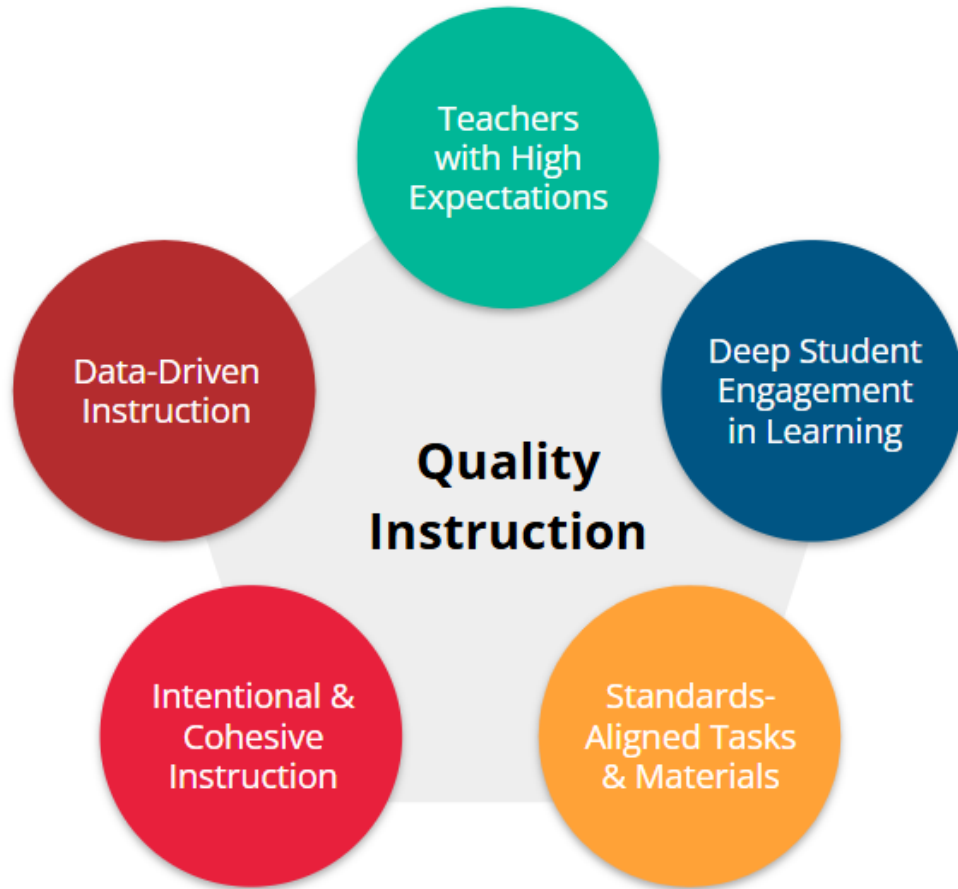 Teachers
with High
Expectations
Deep Student
Engagement
in Learning
Data-Driven
Instruction
Quality
Instruction
Intentional &
Cohesive
Instruction
Standards-
Aligned Tasks
& Materials